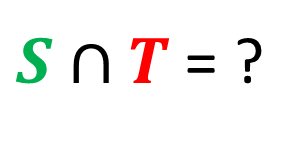 S ∩ T = ?